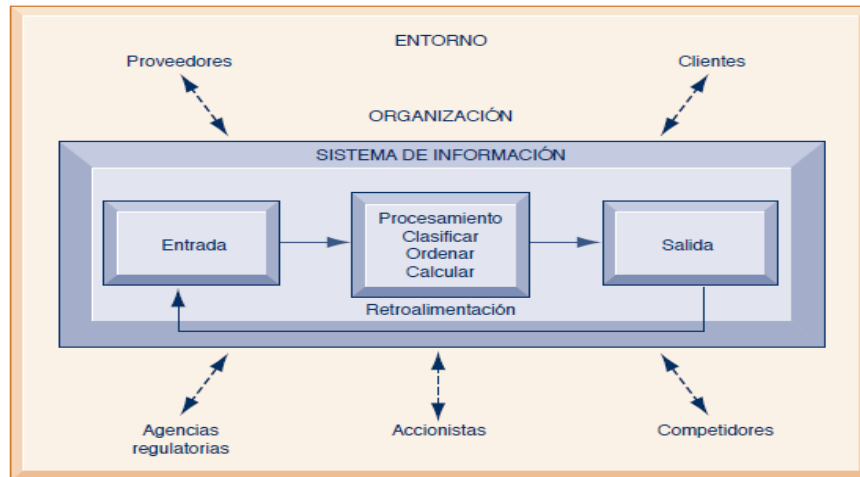 ENTORNO
Proveedores
Clientes
ORGANIZACIÓN
SISTEMA DE INFORMACIÓN
Entrada
Procesamiento
Clasificar
Ordenar
Calcular
Salida
Retroalimentación
Agencias
regulatorias
Accionistas
Competidores